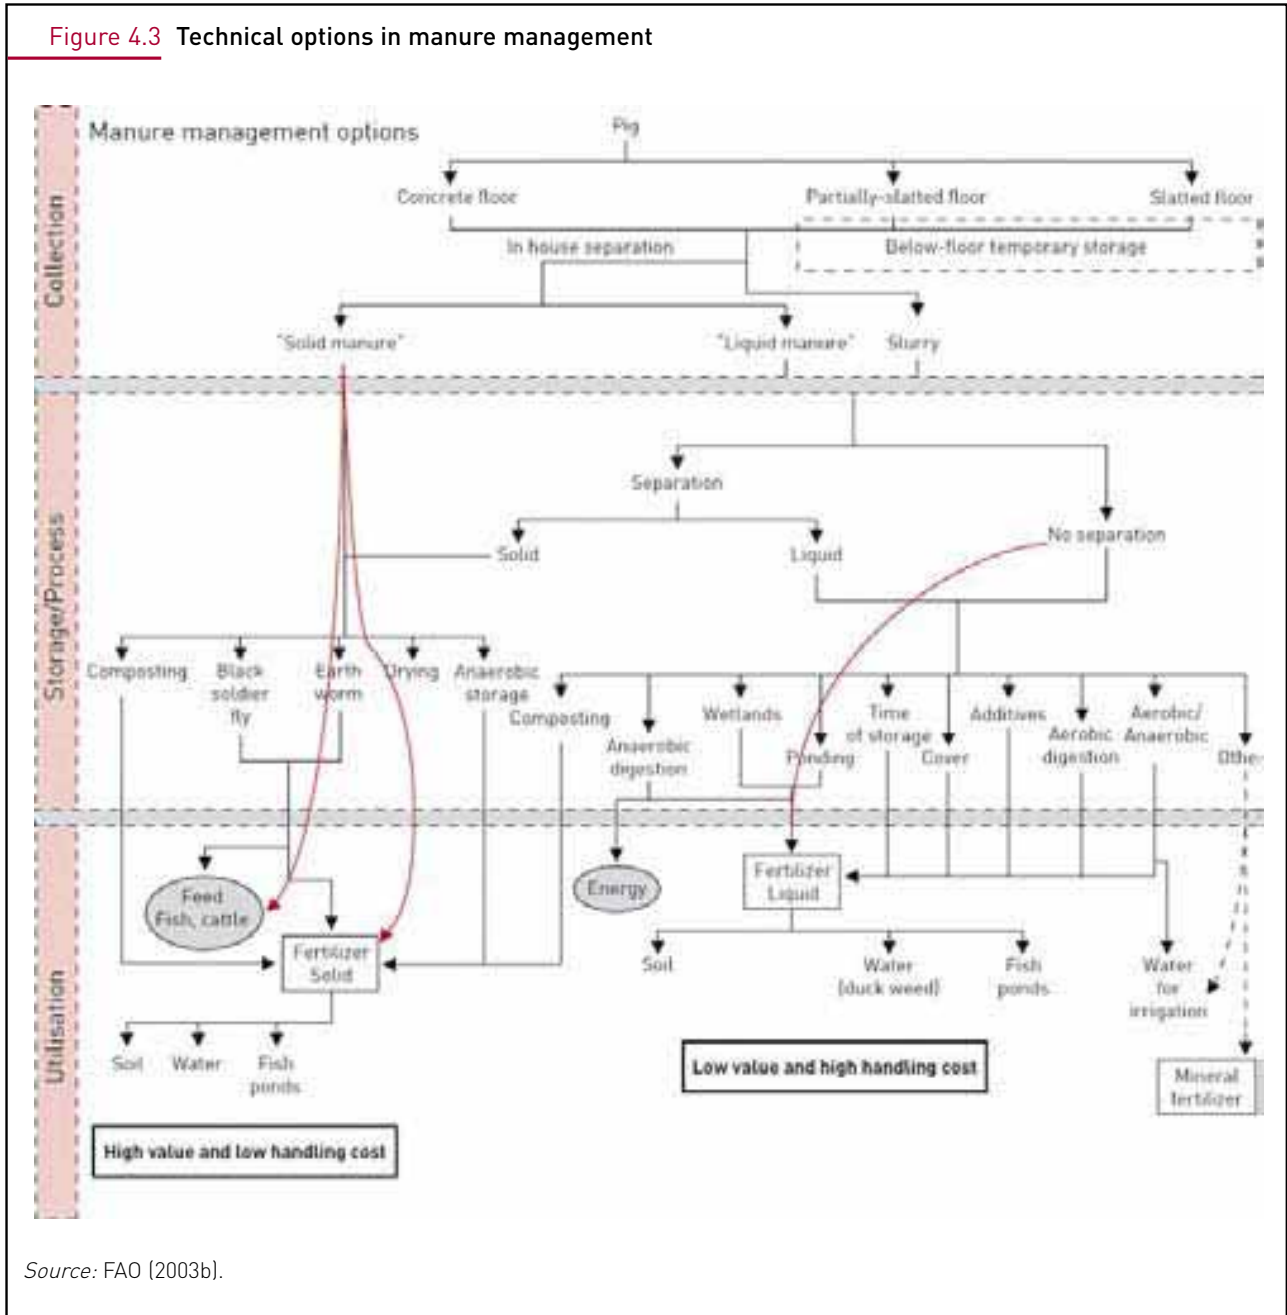 Figure 4.3 Technical options in manure management
Manure management options
Pig
Collection
Concrete floor
Partially-slatted floor
Slatted floor
In house separation
Below-floor temporary storage
"Solid manure"
"Liquid manure"
Slurry
Storage/Process
Separation
No separation
Solid
Liquid
Composting
Black
soldier
fly
Earth
worm
Drying
Anaerobic
storage
Composting
Anaerobic
digestion
Wetlands
Ponding
Time
of storage
Cover
Additives
Aerobic
digestion
Aerobic/
Anaerobic
Other
Utilisation
Feed
Fish, cattle
Energy
Fertilizer
Liquid
Fertilizer
Solid
Soil
Water
(duck weed)
Fish
ponds
Water
for
irrigation
Soil
Water
Fish
ponds
Low value and high handling cost
Mineral
fertilizer
High value and low handling cost
Source: FAO (2003b).